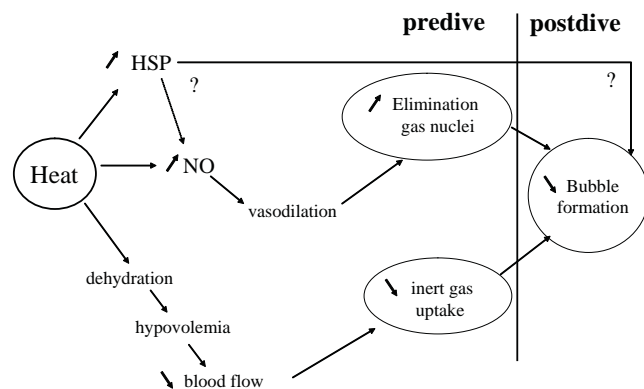 predive
postdive
HSP
?
?
Elimination
gas nuclei
Heat
NO
Bubble
formation
vasodilation
dehydration
inert gas
uptake
hypovolemia
blood flow